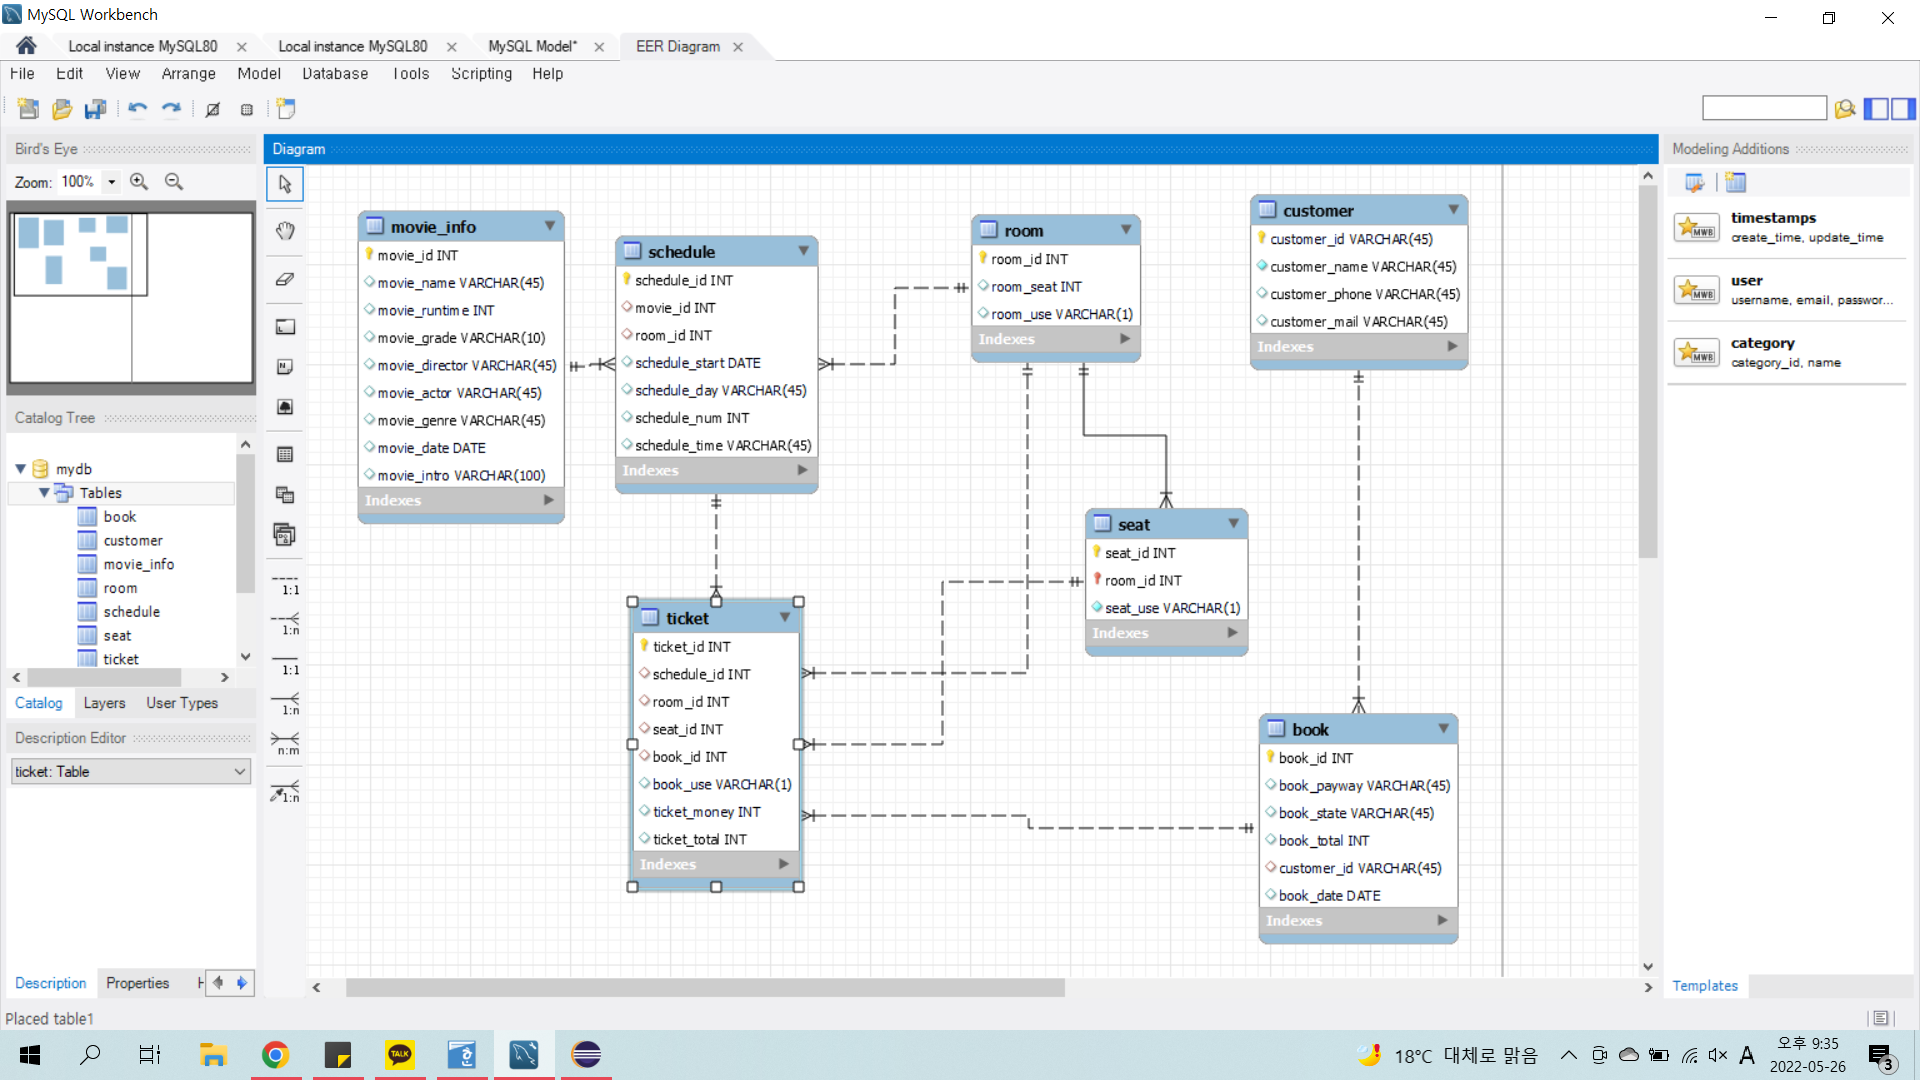 MySQL Workbench
Local instance MySQL80
Local instance MySQL80
MySQL Model*
EER Diagram
File Edit View Arrange Model Database Tools Scripting Help
Bird's Eye
Zoom: 100%
Catalog Tree
mydb
Tables
book
customer
movie_info
room
schedule
seat
ticket
Catalog Layers User Types
Description Editor
ticket: Table
Description Properties H
Placed table1
Diagram
1:1
1:n
1:1
1:n
n:m
1:n
movie_info
movie_id INT
movie_name VARCHAR(45)
movie_runtime INT
movie_grade VARCHAR(10)
movie_director VARCHAR(45)
movie_actor VARCHAR(45)
movie_genre VARCHAR(45)
movie_date DATE
movie_intro VARCHAR(100)
Indexes
schedule
schedule_id INT
movie_id INT
room_id INT
schedule_start DATE
schedule_day VARCHAR(45)
schedule_num INT
schedule_time VARCHAR(45)
Indexes
room
room_id INT
room_seat INT
room_use VARCHAR(1)
Indexes
customer
customer_id VARCHAR(45)
customer_name VARCHAR(45)
customer_phone VARCHAR(45)
customer_mail VARCHAR(45)
Indexes
seat
seat_id INT
room_id INT
seat_use VARCHAR(1)
Indexes
ticket
ticket_id INT
schedule_id INT
room_id INT
seat_id INT
book_id INT
book_use VARCHAR(1)
ticket_money INT
ticket_total INT
Indexes
book
book_id INT
book_payway VARCHAR(45)
book_state VARCHAR(45)
book_total INT
customer_id VARCHAR(45)
book_date DATE
Indexes
Modeling Additions
MWB
timestamps
create_time, update_time
MWB
user
username, email, passwor...
MWB
category
category_id, name
Templates
TALK
한
18°C 대체로 맑음
A
오후 9:35
2022-05-26
3